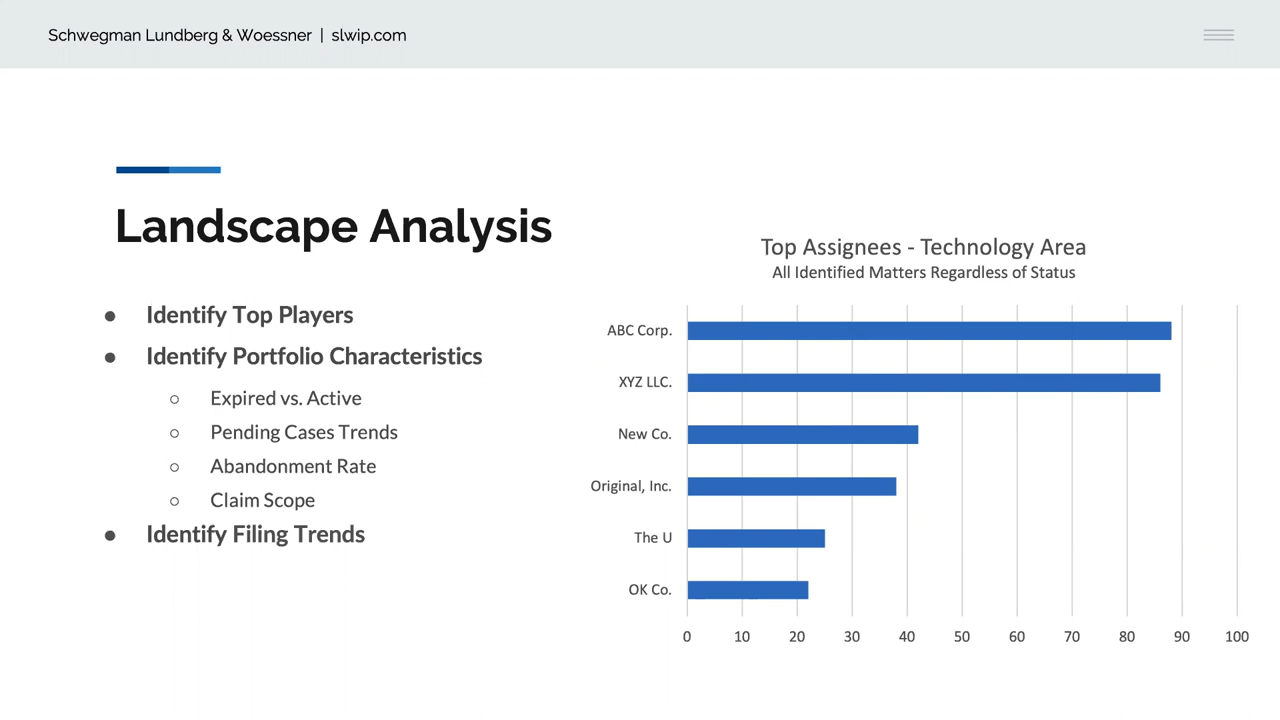 Schwegman Lundberg & Woessner | slwip.com
Landscape Analysis
● Identify Top Players
● Identify Portfolio Characteristics
○ Expired vs. Active
○ Pending Cases Trends
○ Abandonment Rate
○ Claim Scope
● Identify Filing Trends
Top Assignees - Technology Area
All Identified Matters Regardless of Status
ABC Corp.
XYZ LLC.
New Co.
Original, Inc.
The U
OK Co.
0 10 20 30 40 50 60 70 80 90 100